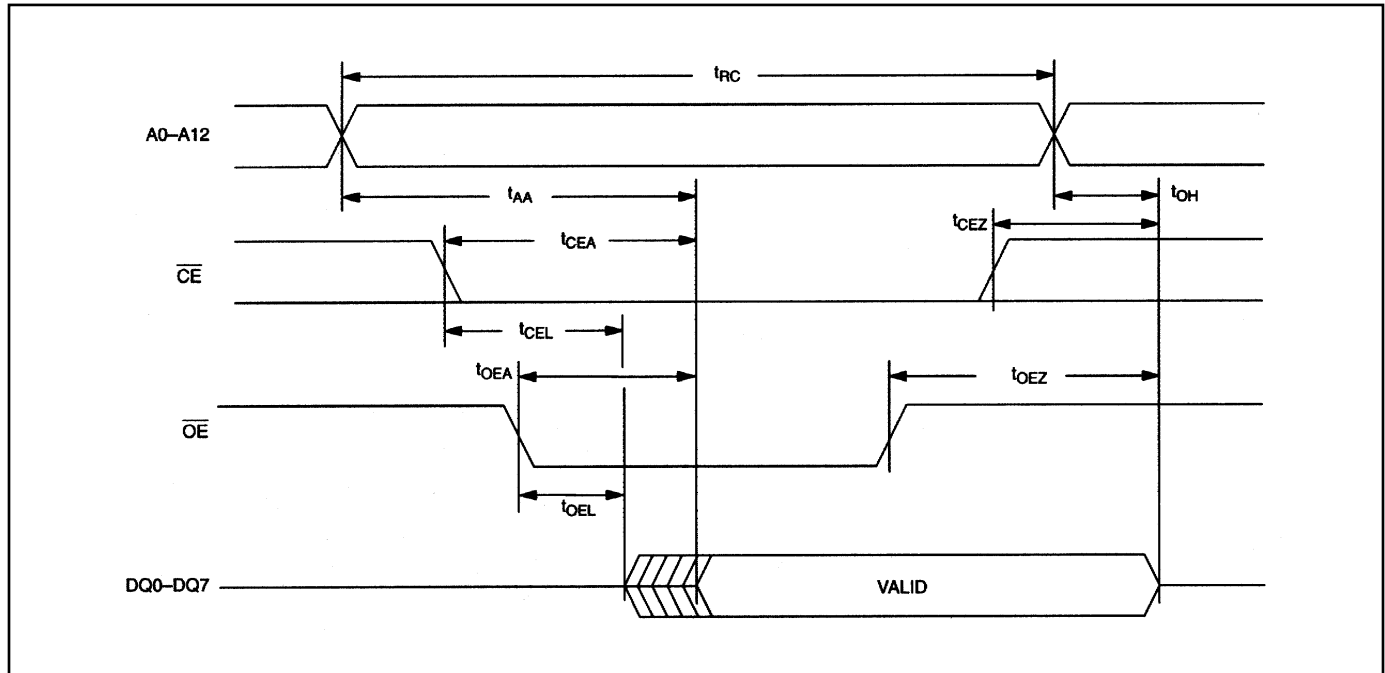 tRC
A0–A12
tAA
tOH
tCEZ
tCEA
CE
tCEL
tOEA
tOEZ
OE
tOEL
DQ0–DQ7
VALID